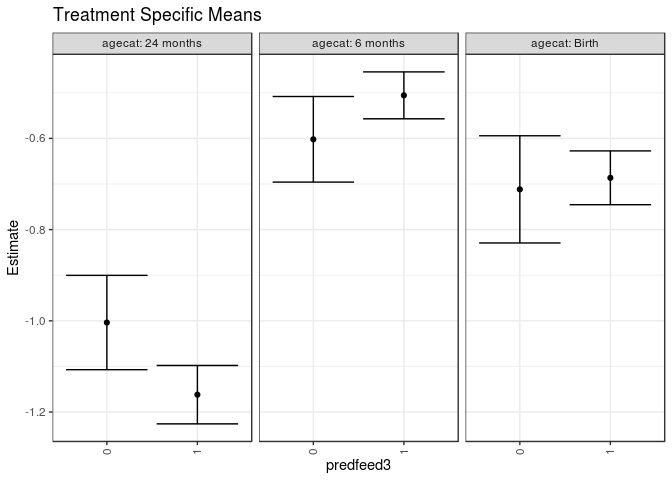 Treatment Specific Means
agecat: 24 months
agecat: 6 months
agecat: Birth
Estimate
-0.6
-0.8
-1.0
-1.2
0
1
0
1
0
1
predfeed3